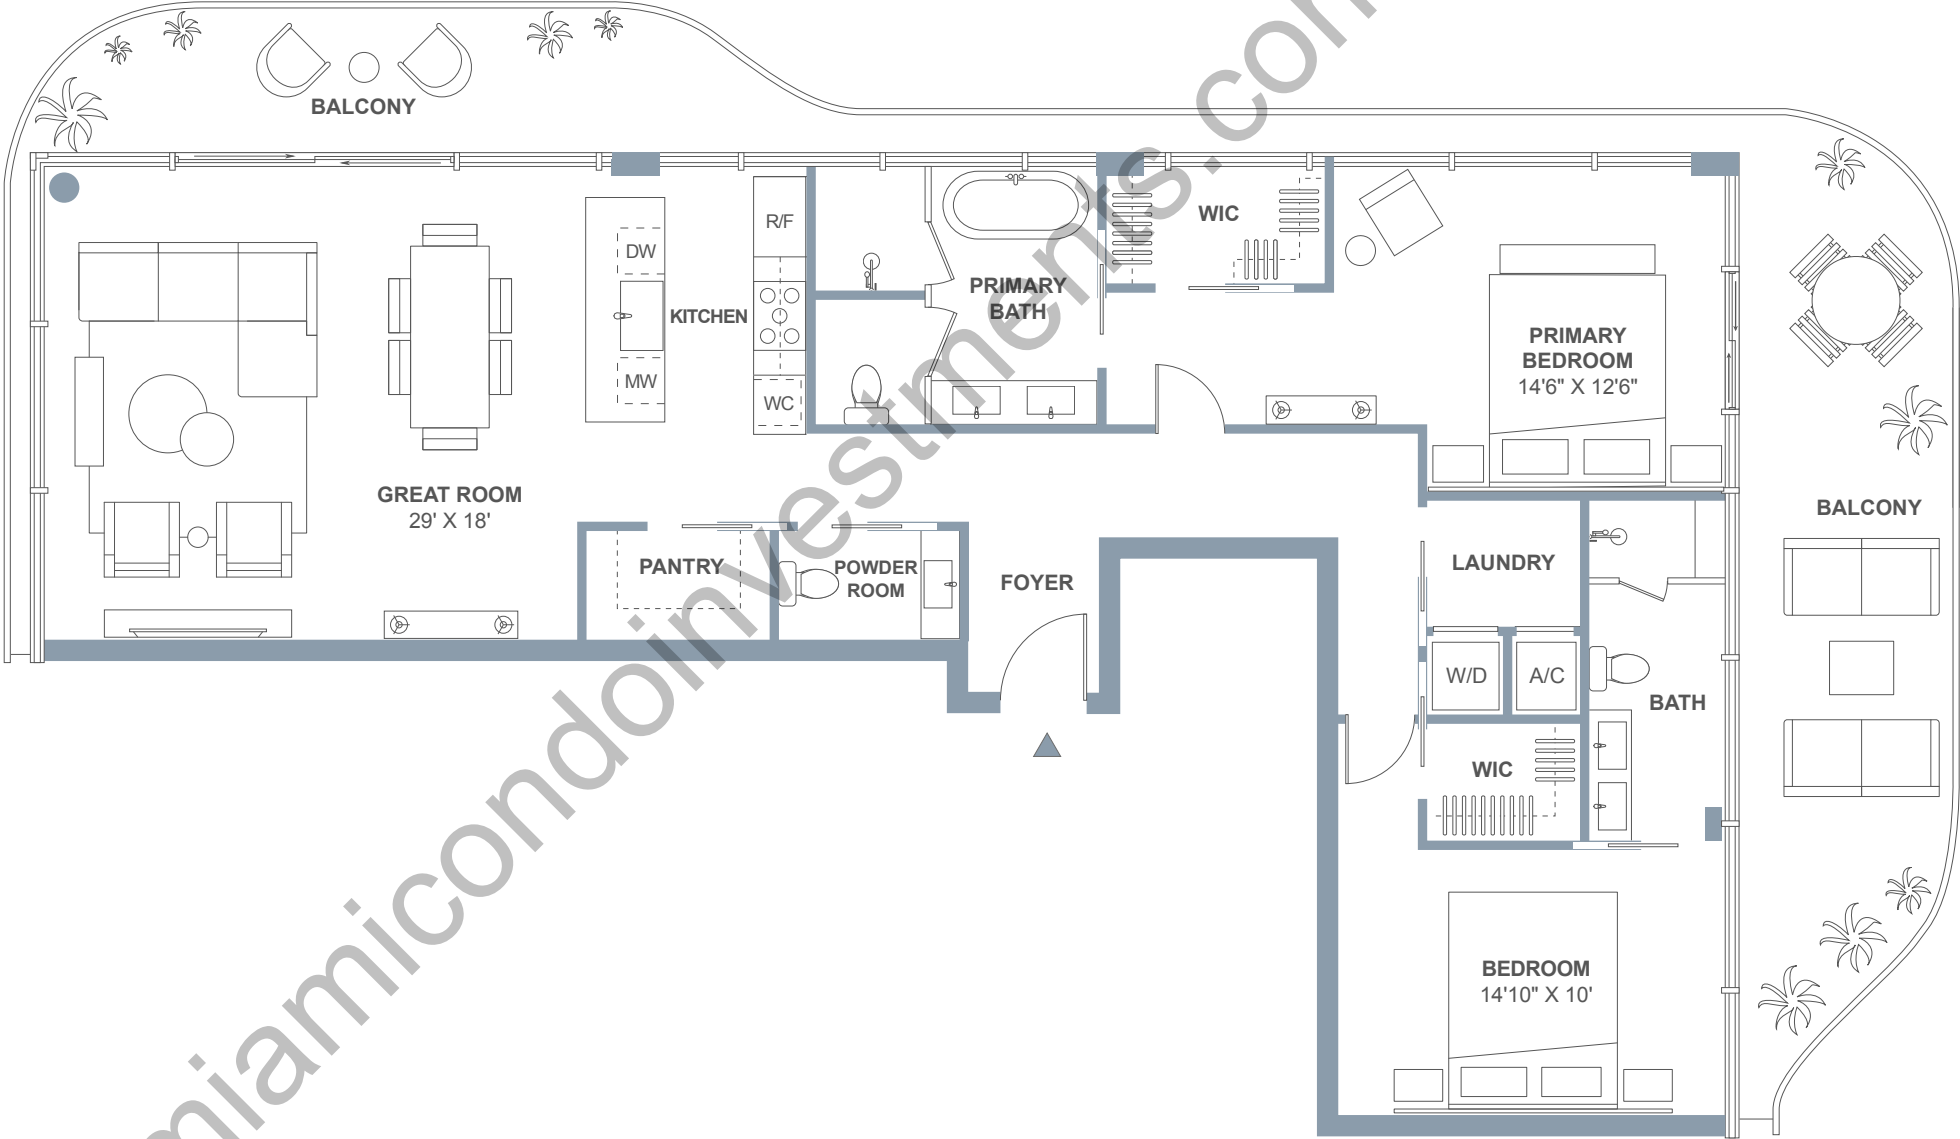 BALCONY
R/F
WIC
DW
PRIMARY
BATH
KITCHEN
PRIMARY
BEDROOM
14'6" X 12'6"
MW
WC
GREAT ROOM
29' X 18'
BALCONY
PANTRY
POWDER
ROOM
FOYER
LAUNDRY
W/D
A/C
BATH
WIC
BEDROOM
14'10" X 10'
miamicondoinvestments.com